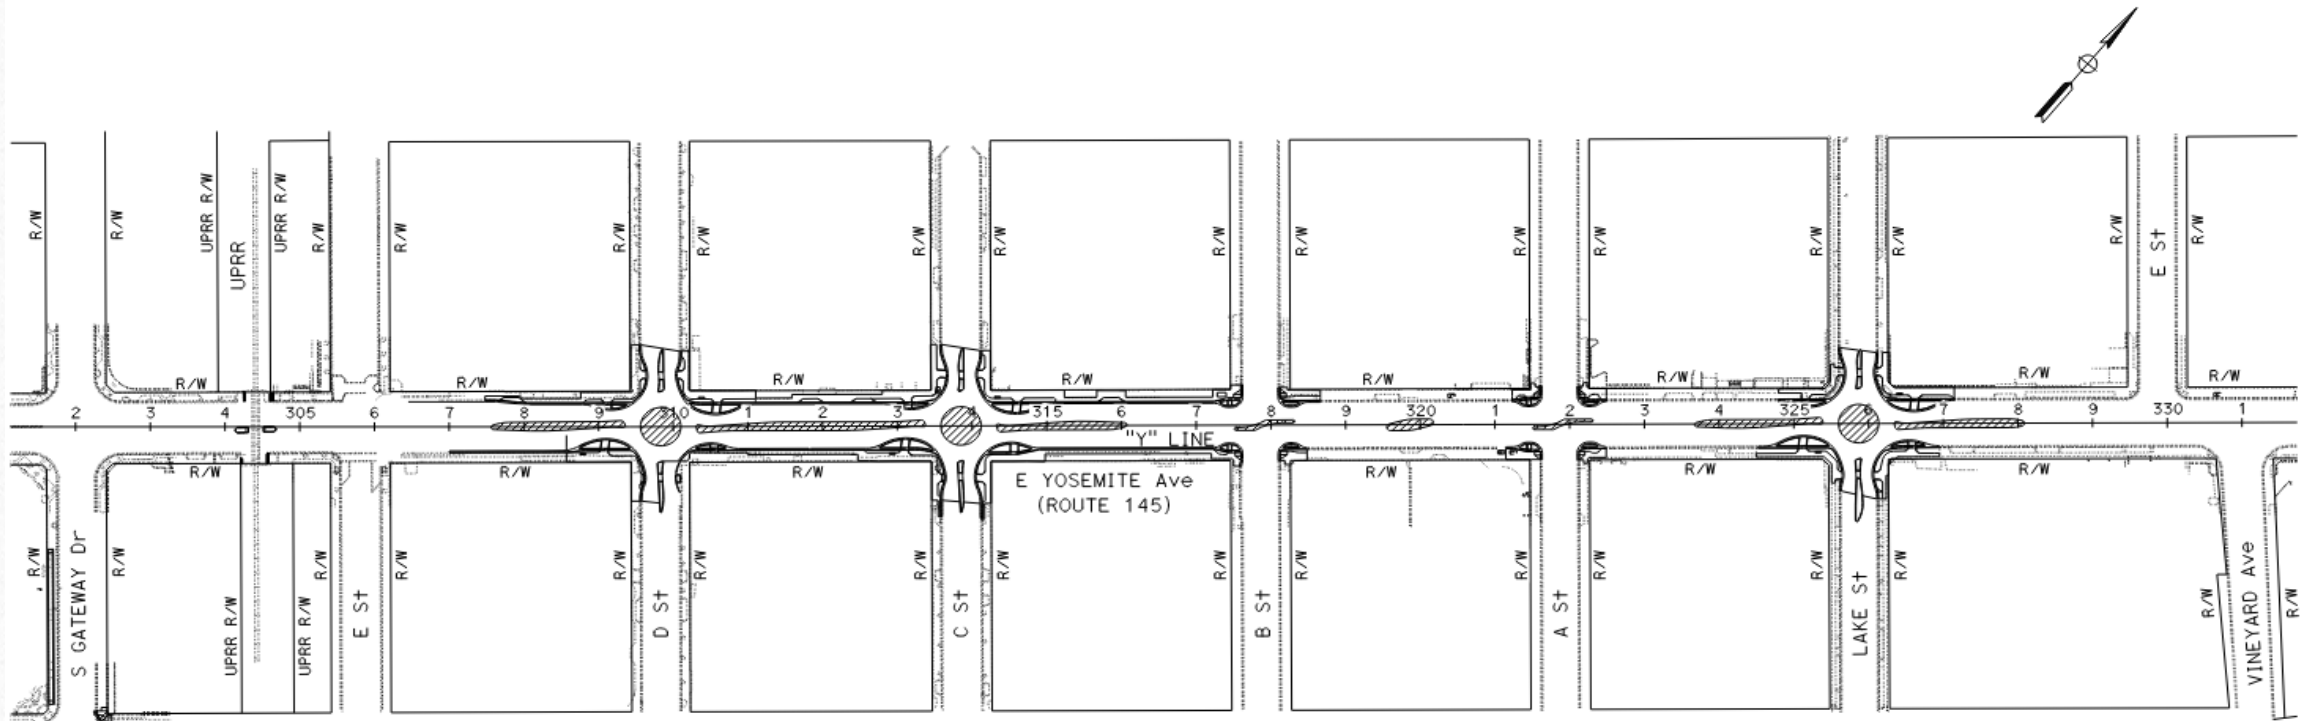 R/W
R/W
UPRR R/W
UPRR
UPRR R/W
R/W
R/W
R/W
R/W
R/W
R/W
R/W
R/W
R/W
R/W
R/W
R/W
R/W
E St
R/W
R/W
R/W
R/W
R/W
R/W
R/W
R/W
2 3 4 305 6 7 8 9 310 1 2 3 4 315 6 7 8 9 320 1 2 3 4 325 6 7 8 9 330 1
"Y" LINE
R/W
R/W
R/W
E YOSEMITE Ave
(ROUTE 145)
R/W
R/W
R/W
R/W
S GATEWAY Dr
R/W
UPRR R/W
UPRR R/W
R/W
E St
R/W
R/W
D St
R/W
R/W
C St
R/W
R/W
B St
R/W
R/W
A St
R/W
R/W
LAKE St
R/W
R/W
VINEYARD Ave
R/W